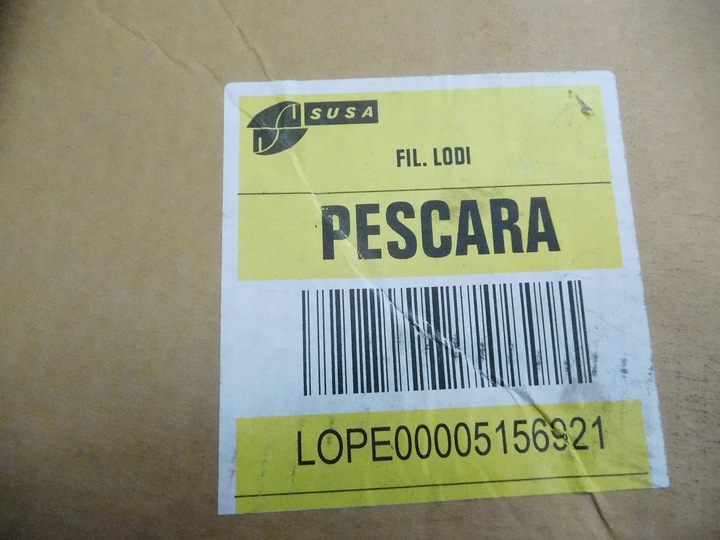 SUSA
FIL. LODI
PESCARA
LOPE00005156921